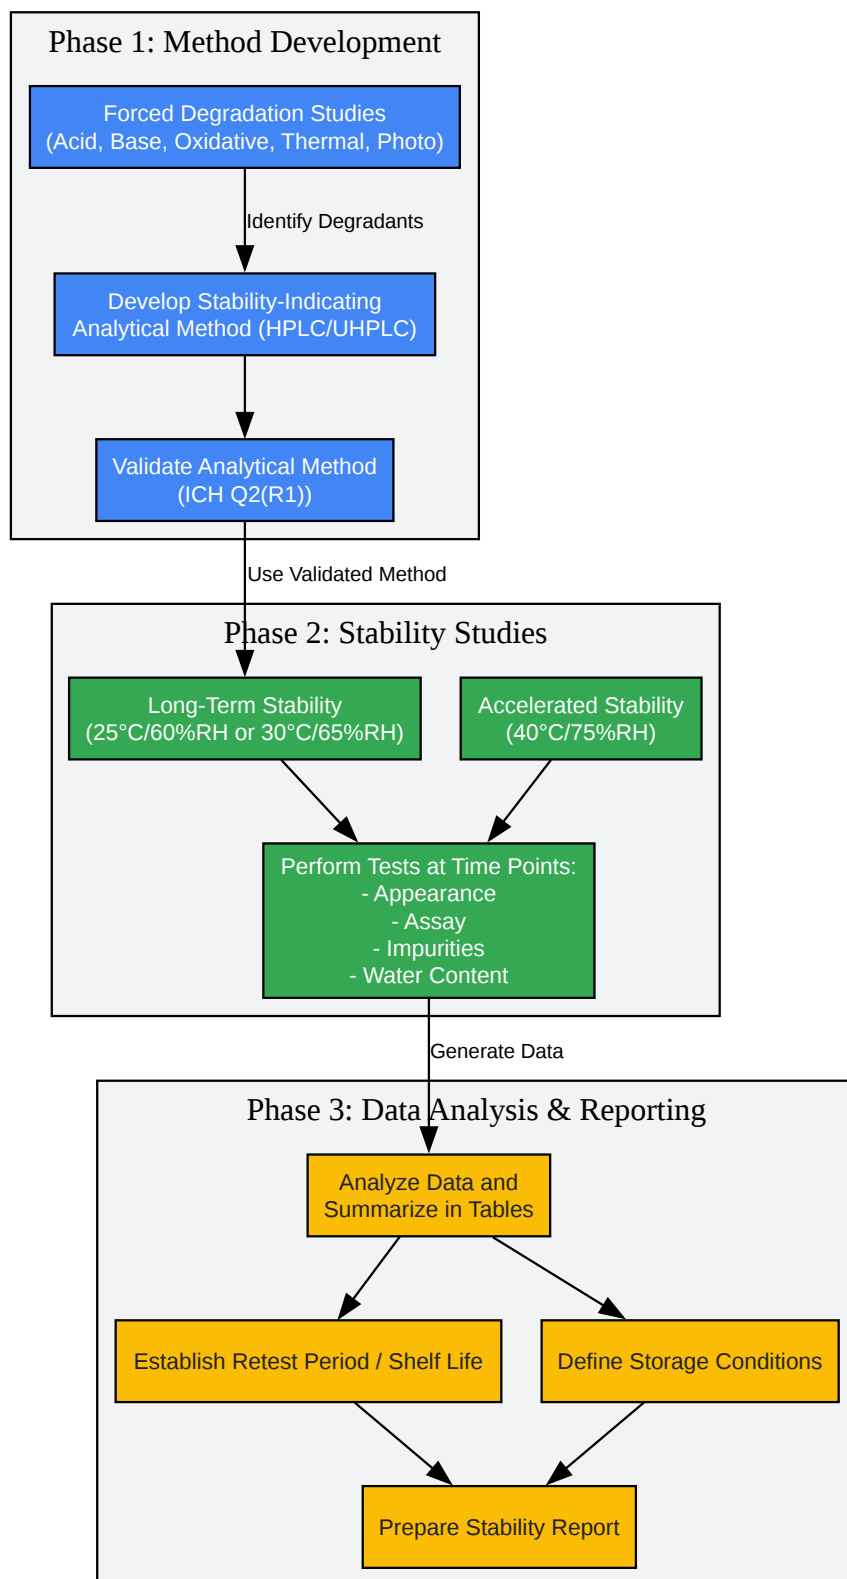 Phase 1: Method Development
Forced Degradation Studies
(Acid, Base, Oxidative, Thermal, Photo)
Identify Degradants
Develop Stability-Indicating
Analytical Method (HPLC/UHPLC)
Validate Analytical Method
(ICH Q2(R1))
Use Validated Method
Phase 2: Stability Studies
Long-Term Stability
(25°C/60%RH or 30°C/65%RH)
Accelerated Stability
(40°C/75%RH)
Perform Tests at Time Points:
- Appearance
- Assay
- Impurities
- Water Content
Generate Data
Phase 3: Data Analysis & Reporting
Analyze Data and
Summarize in Tables
Establish Retest Period / Shelf Life
Define Storage Conditions
Prepare Stability Report